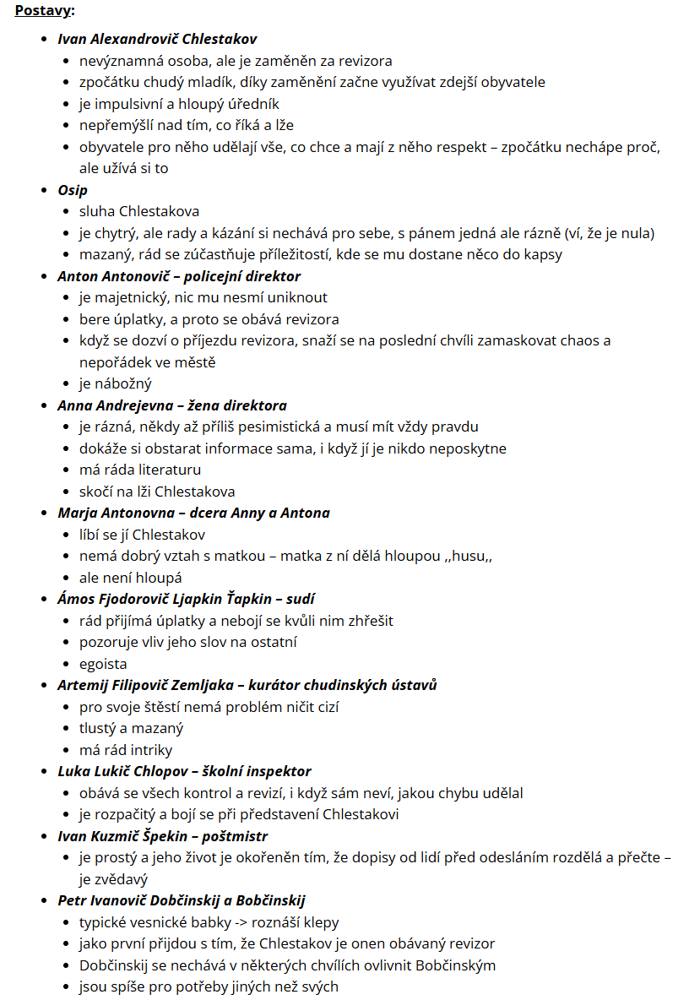 Postavy:
Ivan Alexandrovič Chlestakov
nevýznamná osoba, ale je zaměněn za revizora
zpočátku chudý mladík, díky zaměnění začne využívat zdejší obyvatele
je impulsivní a hloupý úředník
nepřemýšlí nad tím, co říká a lže
obyvatele pro něho udělají vše, co chce a mají z něho respekt – zpočátku nechápe proč,
ale užívá si to
Osip
sluha Chlestakova
je chytrý, ale rady a kázání si nechává pro sebe, s pánem jedná ale rázně (ví, že je nula)
mazaný, rád se zúčastňuje příležitostí, kde se mu dostane něco do kapsy
Anton Antonovič – policejní direktor
je majetnický, nic mu nesmí uniknout
bere úplatky, a proto se obává revizora
když se dozví o příjezdu revizora, snaží se na poslední chvíli zamaskovat chaos a
nepořádek ve městě
je nábožný
Anna Andrejevna – žena direktora
je rázná, někdy až příliš pesimistická a musí mít vždy pravdu
dokáže si obstarat informace sama, i když jí je nikdo neposkytne
má ráda literaturu
skočí na lži Chlestakova
Marja Antonovna – dcera Anny a Antona
líbí se jí Chlestakov
nemá dobrý vztah s matkou – matka z ní dělá hloupou ,,husu,,
ale není hloupá
Ámos Fjodorovič Ljapkin Ťapkin – sudí
rád přijímá úplatky a nebojí se kvůli nim zhřešit
pozoruje vliv jeho slov na ostatní
egoista
Artemij Filipovič Zemljaka – kurátor chudinských ústavů
pro svoje štěstí nemá problém ničit cizí
tlustý a mazaný
má rád intriky
Luka Lukič Chlopov – školní inspektor
obává se všech kontrol a revizí, i když sám neví, jakou chybu udělal
je rozpačitý a bojí se při představení Chlestakovi
Ivan Kuzmič Špekin – poštmistr
je prostý a jeho život je okořeněn tím, že dopisy od lidí před odesláním rozdělá a přečte –
je zvědavý
Petr Ivanovič Dobčinskij a Bobčinskij
typické vesnické babky -> roznáší klepy
jako první přijdou s tím, že Chlestakov je onen obávaný revizor
Dobčinskij se nechává v některých chvílích ovlivnit Bobčinským
jsou spíše pro potřeby jiných než svých